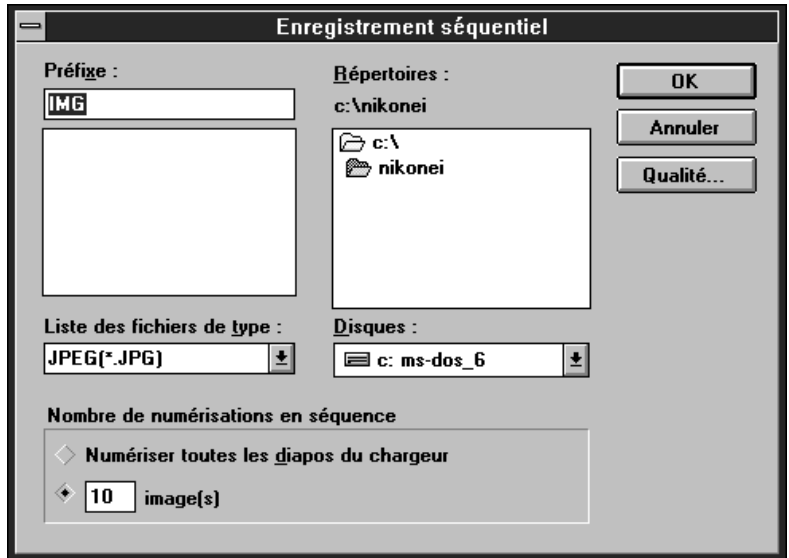 Enregistrement séquentiel
Préfixe :
IMG
Répertoires :
c:\nikonei
c:\
nikonei
OK
Annuler
Qualité...
Liste des fichiers de type :
JPEG(*.JPG)
Disques :
c: ms-dos_6
Nombre de numérisations en séquence
Numériser toutes les diapos du chargeur
10 image(s)